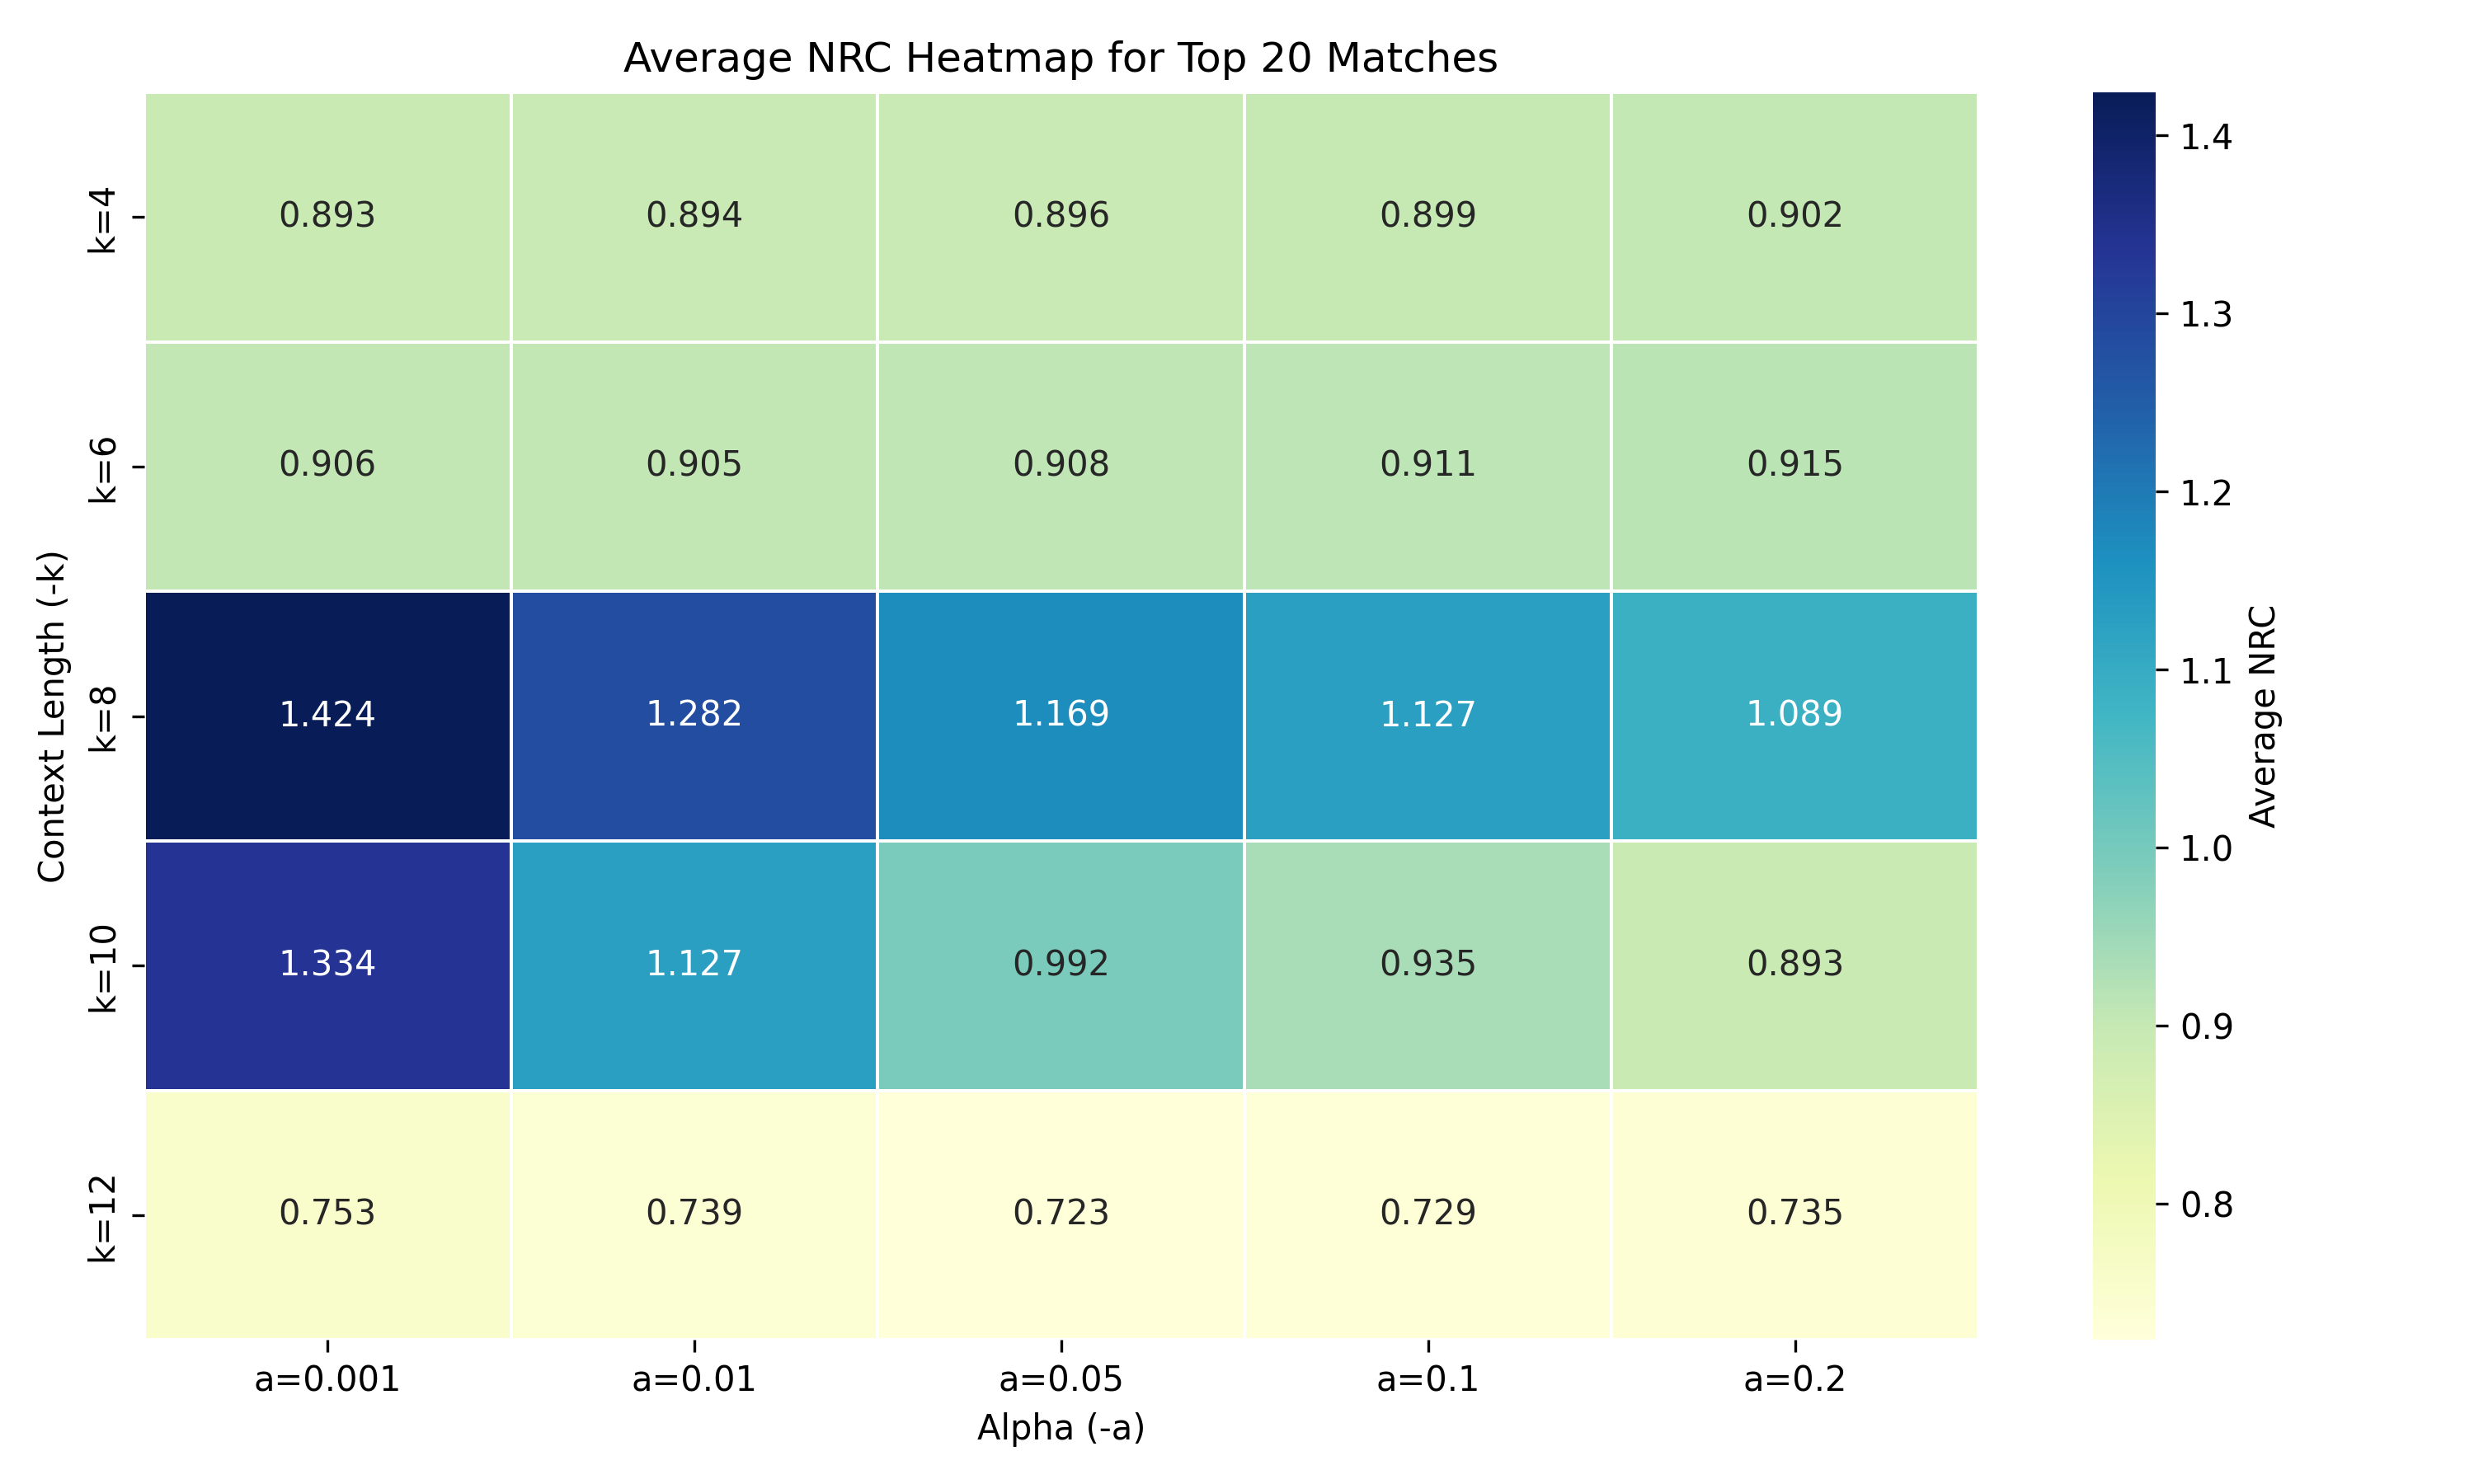 Average NRC Heatmap for Top 20 Matches
Context Length (-k)
k=4
0.893 0.894 0.896 0.899 0.902
k=6
0.906 0.905 0.908 0.911 0.915
k=8
1.424 1.282 1.169 1.127 1.089
k=10
1.334 1.127 0.992 0.935 0.893
k=12
0.753 0.739 0.723 0.729 0.735
a=0.001 a=0.01 a=0.05 a=0.1 a=0.2
Alpha (-a)
1.4
1.3
1.2
1.1
1.0
0.9
0.8
Average NRC